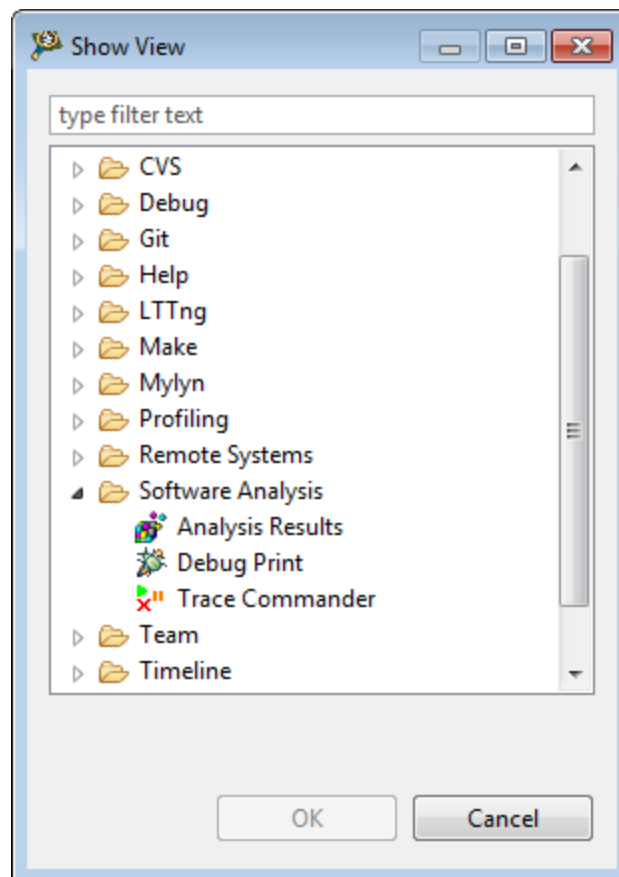 Show View
type filter text
CVS
Debug
Git
Help
LTTng
Make
Mylyn
Profiling
Remote Systems
Software Analysis
Analysis Results
Debug Print
Trace Commander
Team
Timeline
OK
Cancel